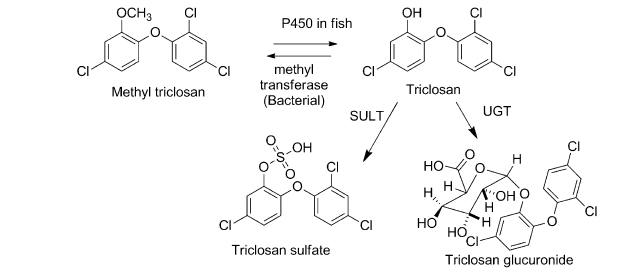 OCH3
Cl
O
Cl
Cl
Methyl triclosan
P450 in fish
methyl
transferase
(Bacterial)
OH
Cl
O
Cl
Cl
Triclosan
SULT
UGT
O
S
OH
O
O
O
Cl
Cl
Cl
Triclosan sulfate
HO
O
O
H
H
H
OH
H
HO
H
HO
O
O
Cl
Cl
Cl
Triclosan glucuronide